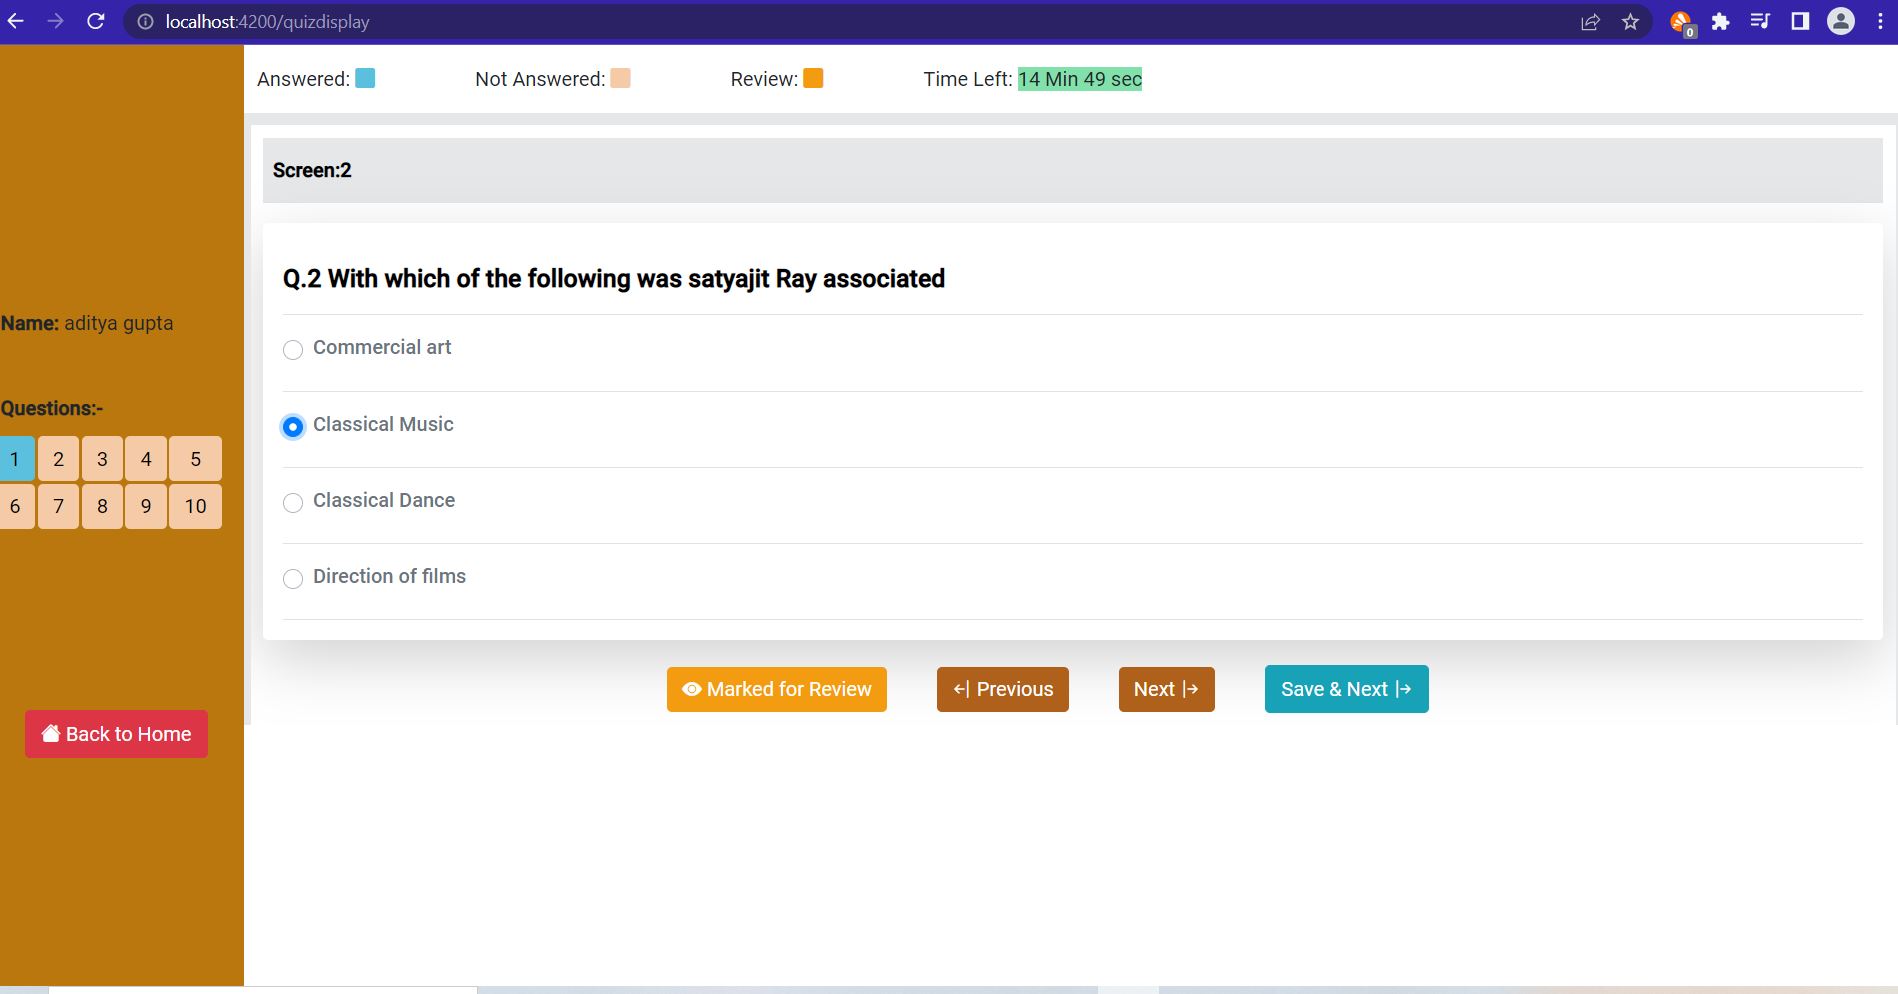 localhost:4200/quizdisplay
0
Answered:
Not Answered:
Review:
Time Left: 14 Min 49 sec
Screen:2
Q.2 With which of the following was satyajit Ray associated
Commercial art
Classical Music
Classical Dance
Direction of films
Marked for Review
Previous
Next
Save & Next
Name: aditya gupta
Questions:-
1 2 3 4 5
6 7 8 9 10
Back to Home